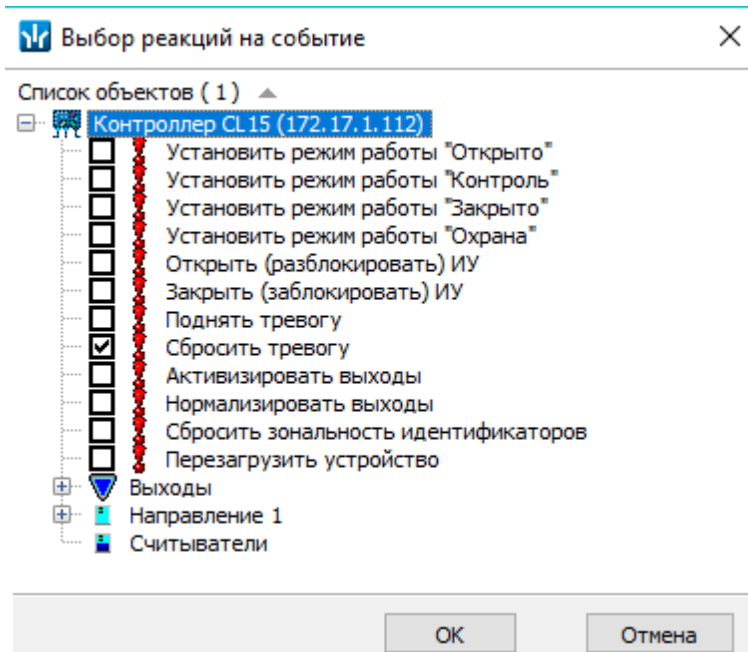 Выбор реакций на событие
Список объектов ( 1 )
Контроллер CL15 (172.17.1.112)
Установить режим работы "Открыто"
Установить режим работы "Контроль"
Установить режим работы "Закрыто"
Установить режим работы "Охрана"
Открыть (разблокировать) ИУ
Закрыть (заблокировать) ИУ
Поднять тревогу
Сбросить тревогу
Активизировать выходы
Нормализировать выходы
Сбросить зональность идентификаторов
Перезагрузить устройство
Выходы
Направление 1
Считыватели
OK Отмена